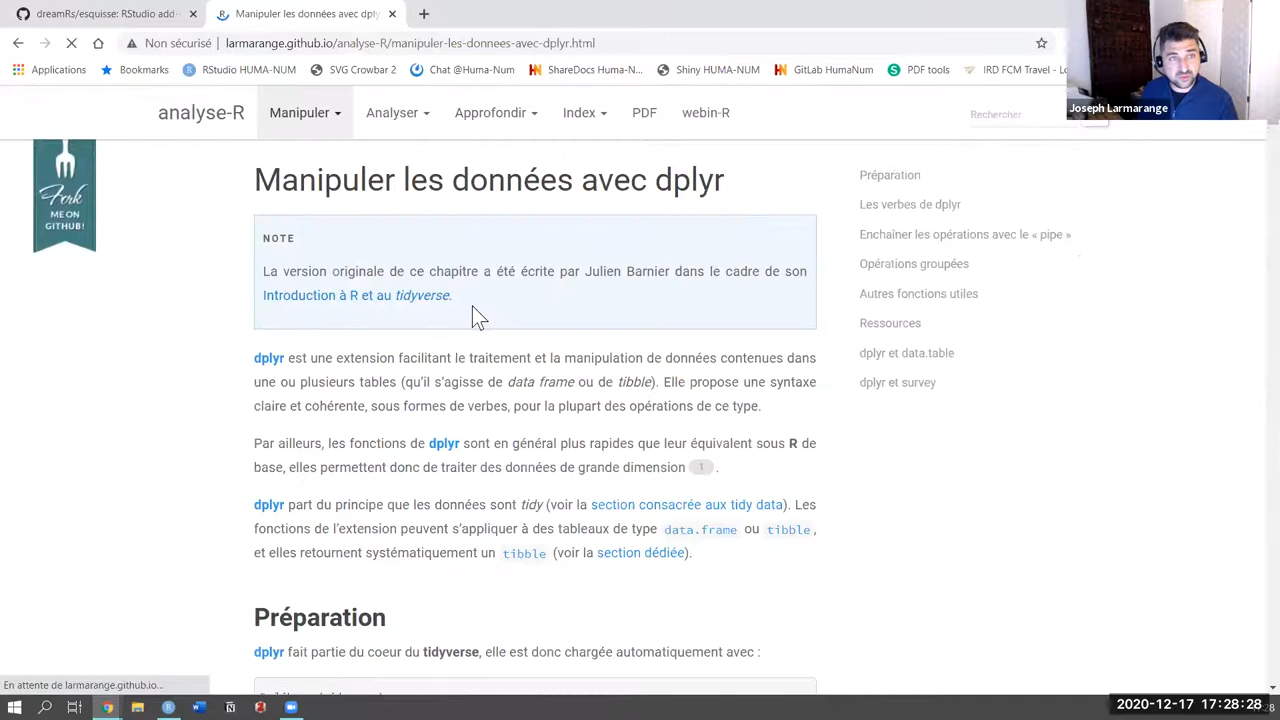 dreamRs/esquisse: RStudio add-
Manipuler les données avec dply
Non sécurisé
larmarange.github.io/analyse-R/manipuler-les-donnees-avec-dplyr.html
Applications
Bookmarks
RStudio HUMA-NUM
SVG Crowbar 2
Chat @Huma-Num
ShareDocs Huma-N...
Shiny HUMA-NUM
GitLab HumaNum
PDF tools
IRD FCM Travel - Lo
Joseph Larmarange
analyse-R
Manipuler
Analyser
Approfondir
Index
PDF
webin-R
Rechercher
Fork
ME ON
GITHUB!
Manipuler les données avec dplyr
NOTE
La version originale de ce chapitre a été écrite par Julien Barnier dans le cadre de son
Introduction à R et au tidyverse.
dplyr est une extension facilitant le traitement et la manipulation de données contenues dans
une ou plusieurs tables (qu'il s'agisse de data frame ou de tibble). Elle propose une syntaxe
claire et cohérente, sous formes de verbes, pour la plupart des opérations de ce type.
Par ailleurs, les fonctions de dplyr sont en général plus rapides que leur équivalent sous R de
base, elles permettent donc de traiter des données de grande dimension 1 .
dplyr part du principe que les données sont tidy (voir la section consacrée aux tidy data). Les
fonctions de l'extension peuvent s'appliquer à des tableaux de type data.frame ou tibble,
et elles retournent systématiquement un tibble (voir la section dédiée).
Préparation
dplyr fait partie du coeur du tidyverse, elle est donc chargée automatiquement avec :
Préparation
Les verbes de dplyr
Enchaîner les opérations avec le « pipe »
Opérations groupées
Autres fonctions utiles
Ressources
dplyr et data.table
dplyr et survey
En attente de larmarange.github.io...
2020-12-17 17:28:28